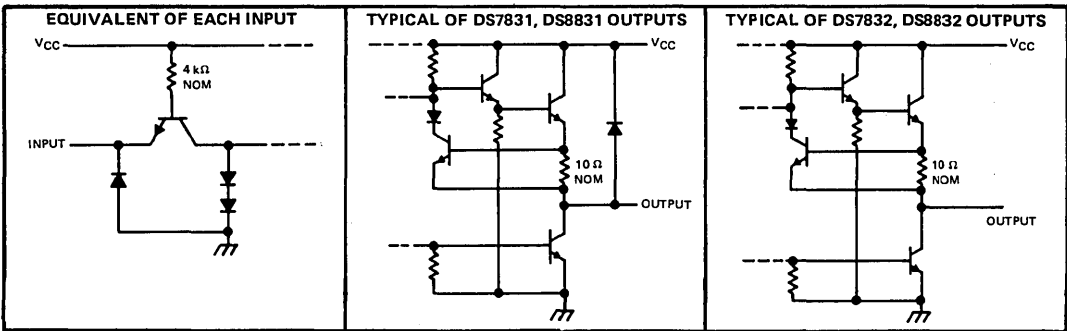 EQUIVALENT OF EACH INPUT
VCC
4 kΩ
NOM
INPUT
TYPICAL OF DS7831, DS8831 OUTPUTS
VCC
10 Ω
NOM
OUTPUT
TYPICAL OF DS7832, DS8832 OUTPUTS
VCC
10 Ω
NOM
OUTPUT